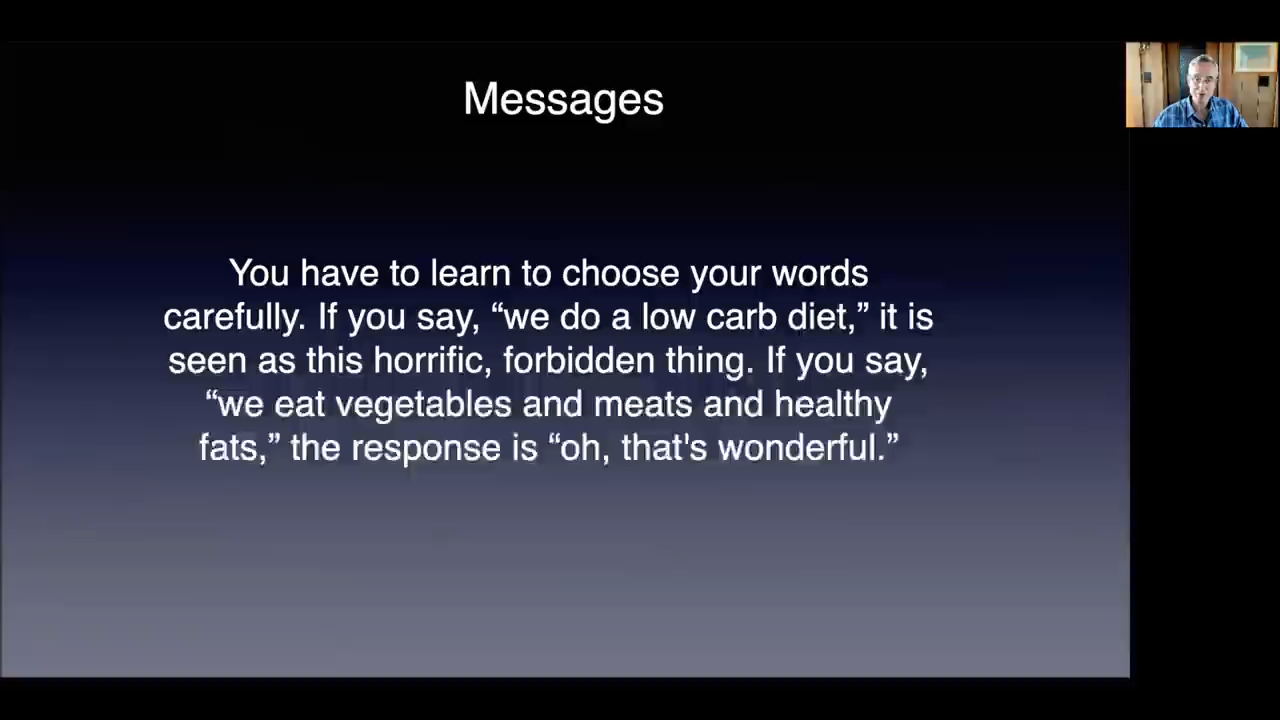 Messages
You have to learn to choose your words
carefully. If you say, “we do a low carb diet,” it is
seen as this horrific, forbidden thing. If you say,
“we eat vegetables and meats and healthy
fats,” the response is “oh, that's wonderful.”